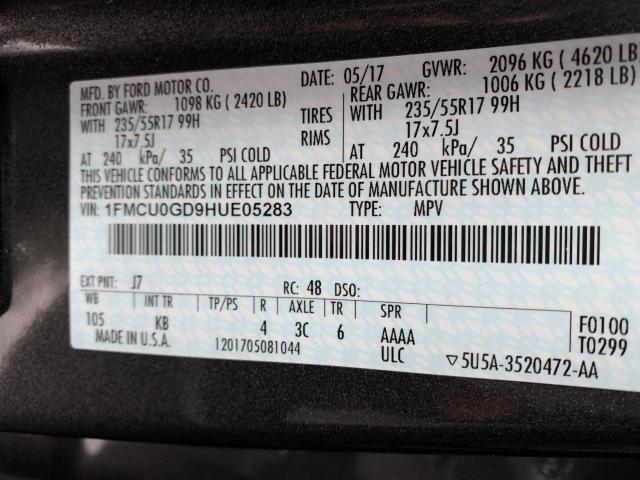 MFD. BY FORD MOTOR CO.
DATE: 05/17 GVWR: 2096 KG ( 4620 LB)
FRONT GAWR: 1098 KG ( 2420 LB) REAR GAWR: 1006 KG ( 2218 LB)
WITH 235/55R17 99H TIRES WITH 235/55R17 99H
17x7.5J RIMS 17x7.5J
AT 240 kPa/ 35 PSI COLD AT 240 kPa/ 35 PSI COLD
THIS VEHICLE CONFORMS TO ALL APPLICABLE FEDERAL MOTOR VEHICLE SAFETY AND THEFT
PREVENTION STANDARDS IN EFFECT ON THE DATE OF MANUFACTURE SHOWN ABOVE.
VIN: 1FMCU0GD9HUE05283 TYPE: MPV
EXT PNT: J7 RC: 48 DSO:
WB INT TR TP/PS R AXLE TR SPR
105 KB 4 3C 6 AAAA F0100
MADE IN U.S.A. 1201705081044 ULC T0299
▽5U5A-3520472-AA